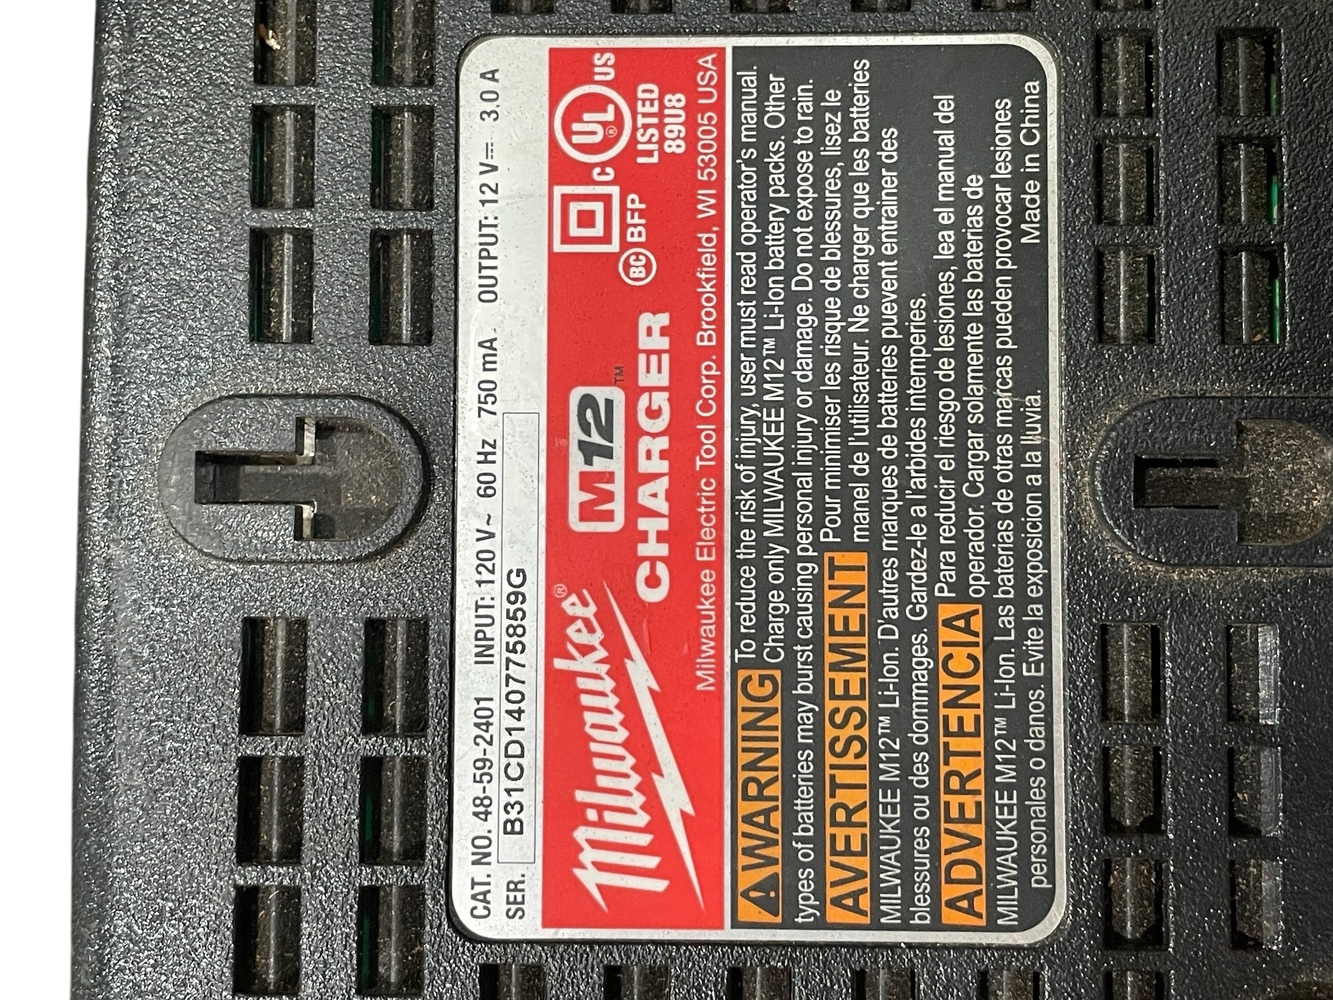 CAT. NO. 48-59-2401 INPUT: 120 V~ 60 Hz 750 mA. OUTPUT: 12 V⎓ 3.0 A
SER. B31CD1407775859G
Milwaukee®
M12™
CHARGER
BC BFP
C UL® US
LISTED
89U8
Milwaukee Electric Tool Corp. Brookfield, WI 53005 USA
⚠WARNING To reduce the risk of injury, user must read operator's manual.
Charge only MILWAUKEE M12™ Li-Ion battery packs. Other
types of batteries may burst causing personal injury or damage. Do not expose to rain.
AVERTISSEMENT Pour minimiser les risque de blessures, lisez le
manel de l'utilisateur. Ne charger que les batteries
MILWAUKEE M12™ Li-Ion. D'autres marques de batteries puevent entraîner des
blessures ou des dommages. Gardez-le a l'arbides intemperies.
ADVERTENCIA Para reducir el riesgo de lesiones, lea el manual del
operador. Cargar solamente las baterias de
MILWAUKEE M12™ Li-Ion. Las baterias de otras marcas pueden provocar lesiones
personales o danos. Evite la exposicion a la lluvia. Made in China